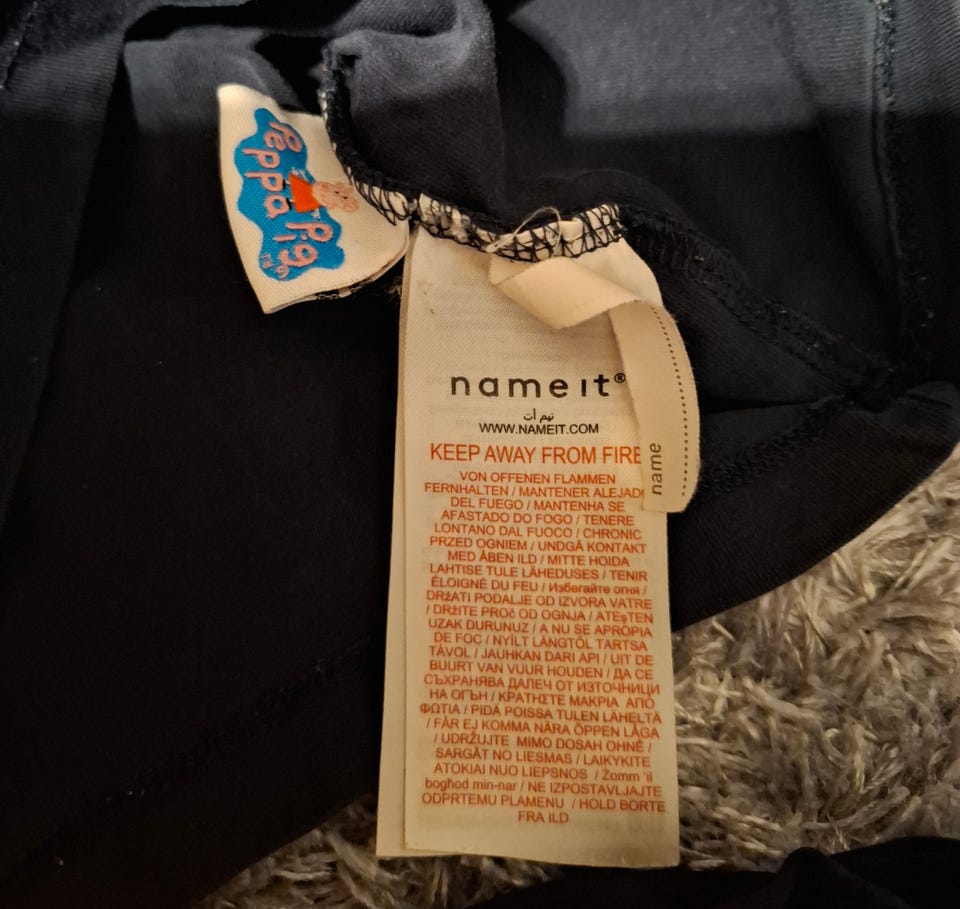 Peppa
Pig
TM
nameit®
نيم ات
WWW.NAMEIT.COM
KEEP AWAY FROM FIRE
VON OFFENEN FLAMMEN
FERNHALTEN / MANTENER ALEJAD
DEL FUEGO / MANTENHA SE
AFASTADO DO FOGO / TENERE
LONTANO DAL FUOCO / CHRONIC
PRZED OGNIEM / UNDGÅ KONTAKT
MED ÅBEN ILD / MITTE HOIDA
LAHTISE TULE LÄHEDUSES / TENIR
ÉLOIGNÉ DU FEU / Избегайте огня /
DRŽATI PODALJE OD IZVORA VATRE
/ DRŽITE PROč OD OGNJA / ATEşTEN
UZAK DURUNUZ / A NU SE APROPIA
DE FOC / NYÍLT LÁNGTÓL TARTSA
TÁVOL / JAUHKAN DARI API / UIT DE
BUURT VAN VUUR HOUDEN / ДА СЕ
СЪХРАНЯВА ДАЛЕЧ ОТ ИЗТОЧНИЦИ
НА ОГЪН / ΚΡΑΤΗΣΤΕ ΜΑΚΡΙΑ ΑΠΟ
ΦΩΤΙΑ / PIDÄ POISSA TULEN LÄHELTÄ
/ FÅR EJ KOMMA NÄRA ÖPPEN LÅGA
/ UDRŽUJTE MIMO DOSAH OHNĚ /
SARGĀT NO LIESMAS / LAIKYKITE
ATOKIAI NUO LIEPSNOS / Żomm 'il
bogħod min-nar / NE IZPOSTAVLJAJTE
ODPRTEMU PLAMENU / HOLD BORTE
FRA ILD
name